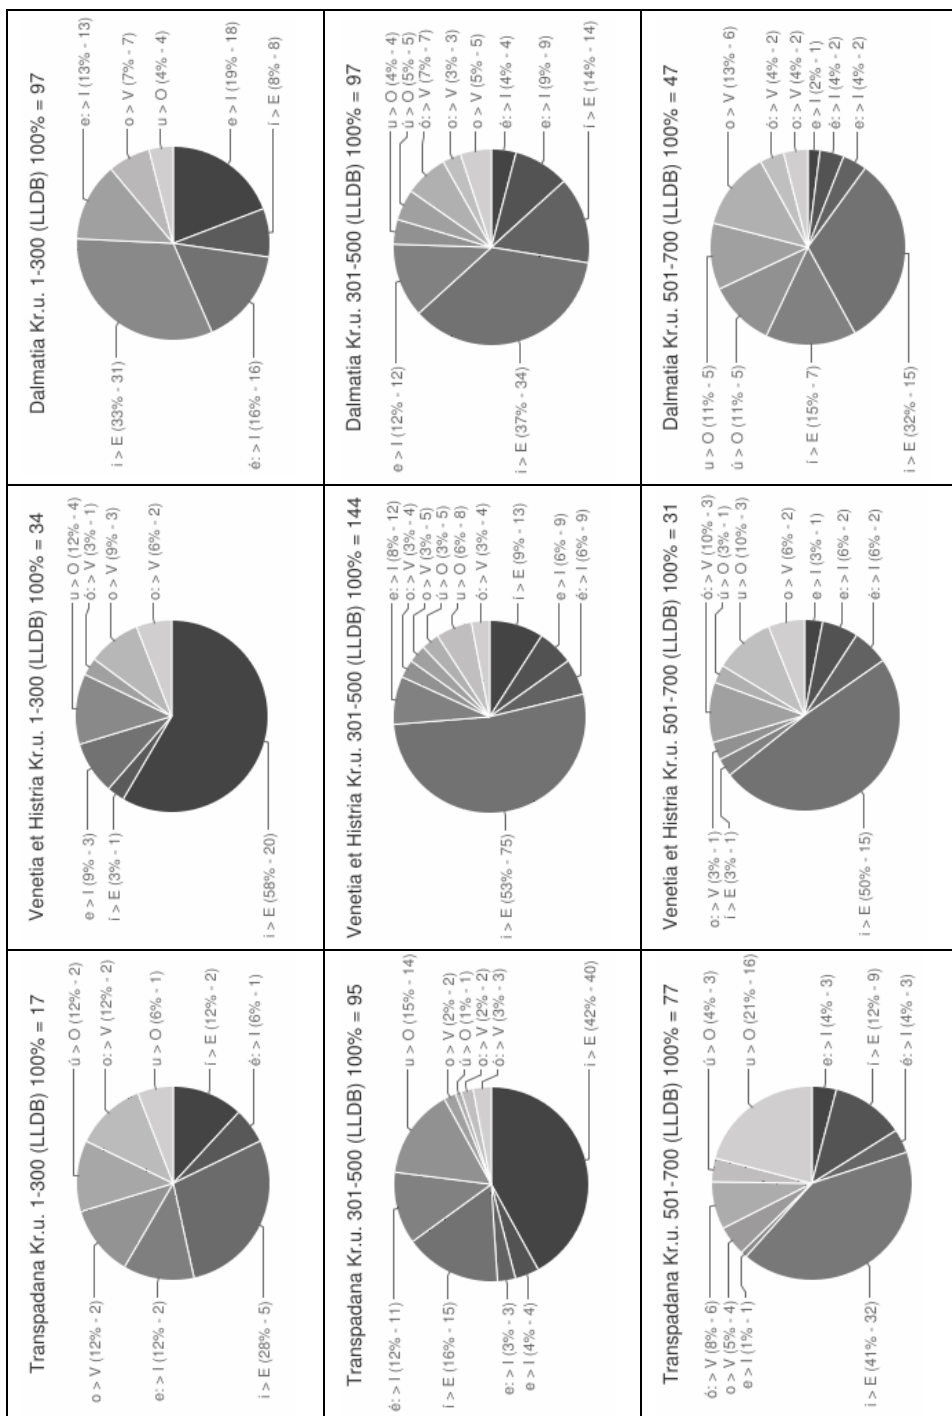 Transpadana Kr.u. 1-300 (LLDB) 100% = 17
ú > O (12% - 2)
o > V (12% - 2)
o: > V (12% - 2)
e: > I (12% - 2)
u > O (6% - 1)
í > E (12% - 2)
é: > I (6% - 1)
i > E (28% - 5)
Venetia et Histria Kr.u. 1-300 (LLDB) 100% = 34
u > O (12% - 4)
ó: > V (3% - 1)
e > I (9% - 3)
o > V (9% - 3)
í > E (3% - 1)
o: > V (6% - 2)
i > E (58% - 20)
Dalmatia Kr.u. 1-300 (LLDB) 100% = 97
e: > I (13% - 13)
i > E (33% - 31)
o > V (7% - 7)
u > O (4% - 4)
e > I (19% - 18)
é: > I (16% - 16)
í > E (8% - 8)
Transpadana Kr.u. 301-500 (LLDB) 100% = 95
é: > I (12% - 11)
u > O (15% - 14)
í > E (16% - 15)
o > V (2% - 2)
ú > O (1% - 1)
o: > V (2% - 2)
ó: > V (3% - 3)
e: > I (3% - 3)
e > I (4% - 4)
i > E (42% - 40)
Venetia et Histria Kr.u. 301-500 (LLDB) 100% = 144
e: > I (8% - 12)
o: > V (3% - 4)
o > V (3% - 5)
ú > O (3% - 5)
u > O (6% - 8)
ó: > V (3% - 4)
i > E (53% - 75)
í > E (9% - 13)
e > I (6% - 9)
é: > I (6% - 9)
Dalmatia Kr.u. 301-500 (LLDB) 100% = 97
e > I (12% - 12)
u > O (4% - 4)
ú > O (5% - 5)
ó: > V (7% - 7)
o: > V (3% - 3)
o > V (5% - 5)
é: > I (4% - 4)
i > E (37% - 34)
e: > I (9% - 9)
í > E (14% - 14)
Transpadana Kr.u. 501-700 (LLDB) 100% = 77
ó: > V (8% - 6)
ú > O (4% - 3)
o > V (5% - 4)
e > I (1% - 1)
u > O (21% - 16)
e: > I (4% - 3)
í > E (12% - 9)
é: > I (4% - 3)
i > E (41% - 32)
Venetia et Histria Kr.u. 501-700 (LLDB) 100% = 31
o: > V (3% - 1)
í > E (3% - 1)
ó: > V (10% - 3)
ú > O (3% - 1)
u > O (10% - 3)
o > V (6% - 2)
e > I (3% - 1)
e: > I (6% - 2)
i > E (50% - 15)
é: > I (6% - 2)
Dalmatia Kr.u. 501-700 (LLDB) 100% = 47
u > O (11% - 5)
o > V (13% - 6)
ú > O (11% - 5)
ó: > V (4% - 2)
o: > V (4% - 2)
e > I (2% - 1)
í > E (15% - 7)
é: > I (4% - 2)
e: > I (4% - 2)
i > E (32% - 15)